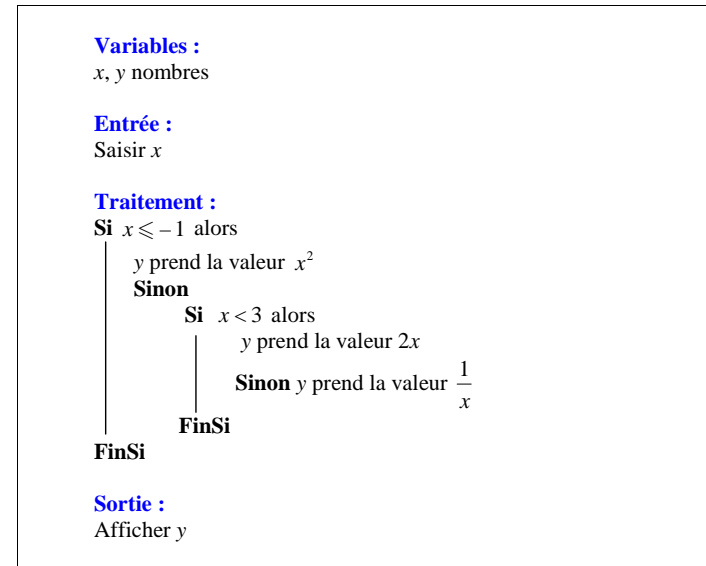 Variables :
x, y nombres
Entrée :
Saisir x
Traitement :
Si x ⩽ – 1 alors
y prend la valeur x²
Sinon
Si x < 3 alors
y prend la valeur 2x
Sinon y prend la valeur 1/x
FinSi
FinSi
Sortie :
Afficher y